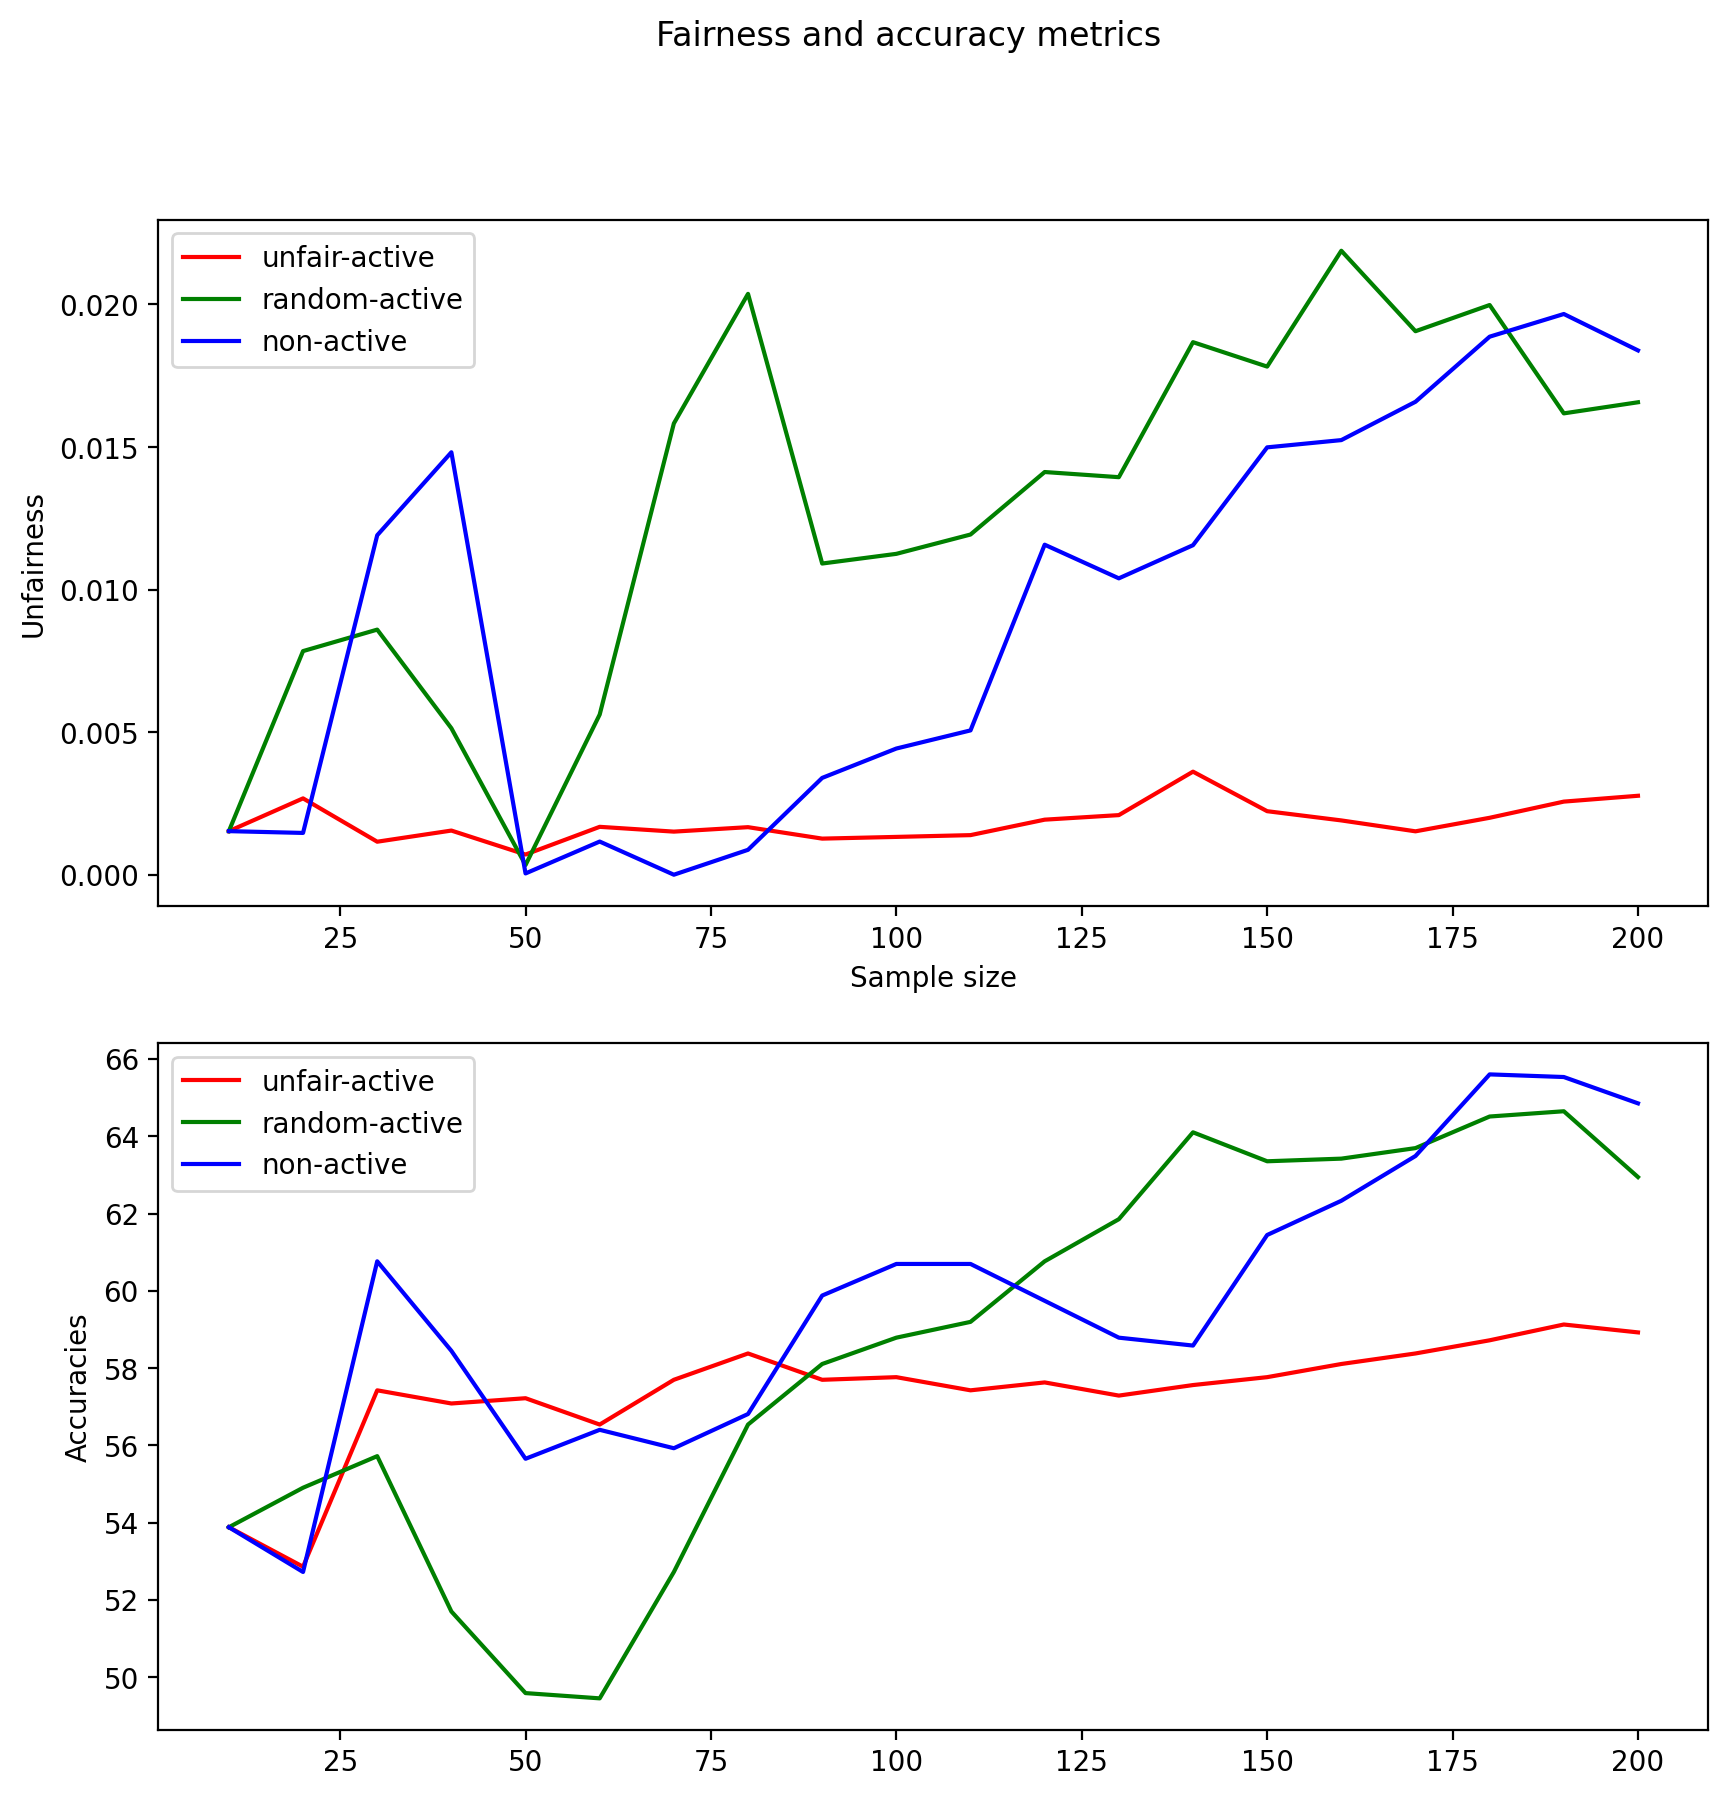 Fairness and accuracy metrics
unfair-active
random-active
non-active
Unfairness
0.020
0.015
0.010
0.005
0.000
25 50 75 100 125 150 175 200
Sample size
unfair-active
random-active
non-active
Accuracies
66
64
62
60
58
56
54
52
50
25 50 75 100 125 150 175 200